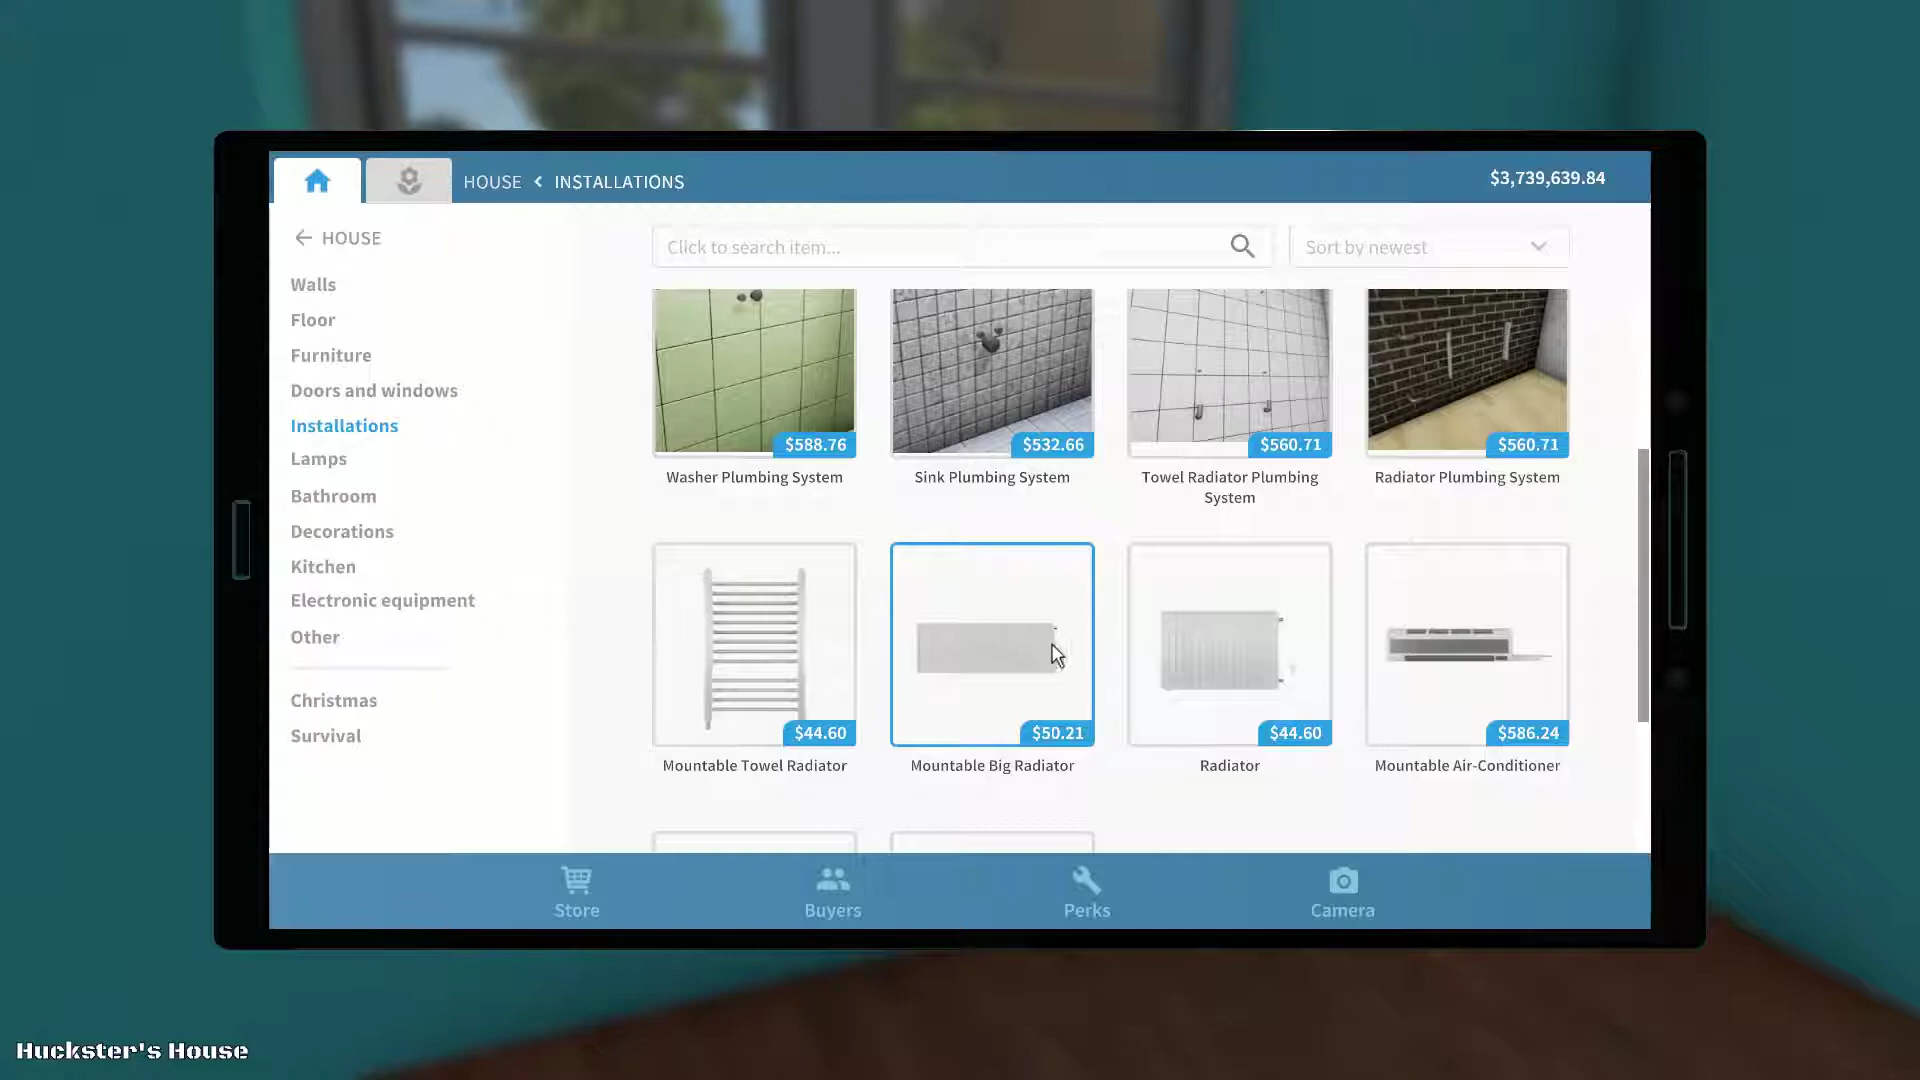 HOUSE < INSTALLATIONS
$3,739,639.84
HOUSE
Click to search item...
Sort by newest
Walls
Floor
Furniture
Doors and windows
Installations
Lamps
Bathroom
Decorations
Kitchen
Electronic equipment
Other
Christmas
Survival
$588.76
$532.66
$560.71
$560.71
Washer Plumbing System
Sink Plumbing System
Towel Radiator Plumbing
System
Radiator Plumbing System
$44.60
$50.21
$44.60
$586.24
Mountable Towel Radiator
Mountable Big Radiator
Radiator
Mountable Air-Conditioner
Store
Buyers
Perks
Camera
Huckster's House